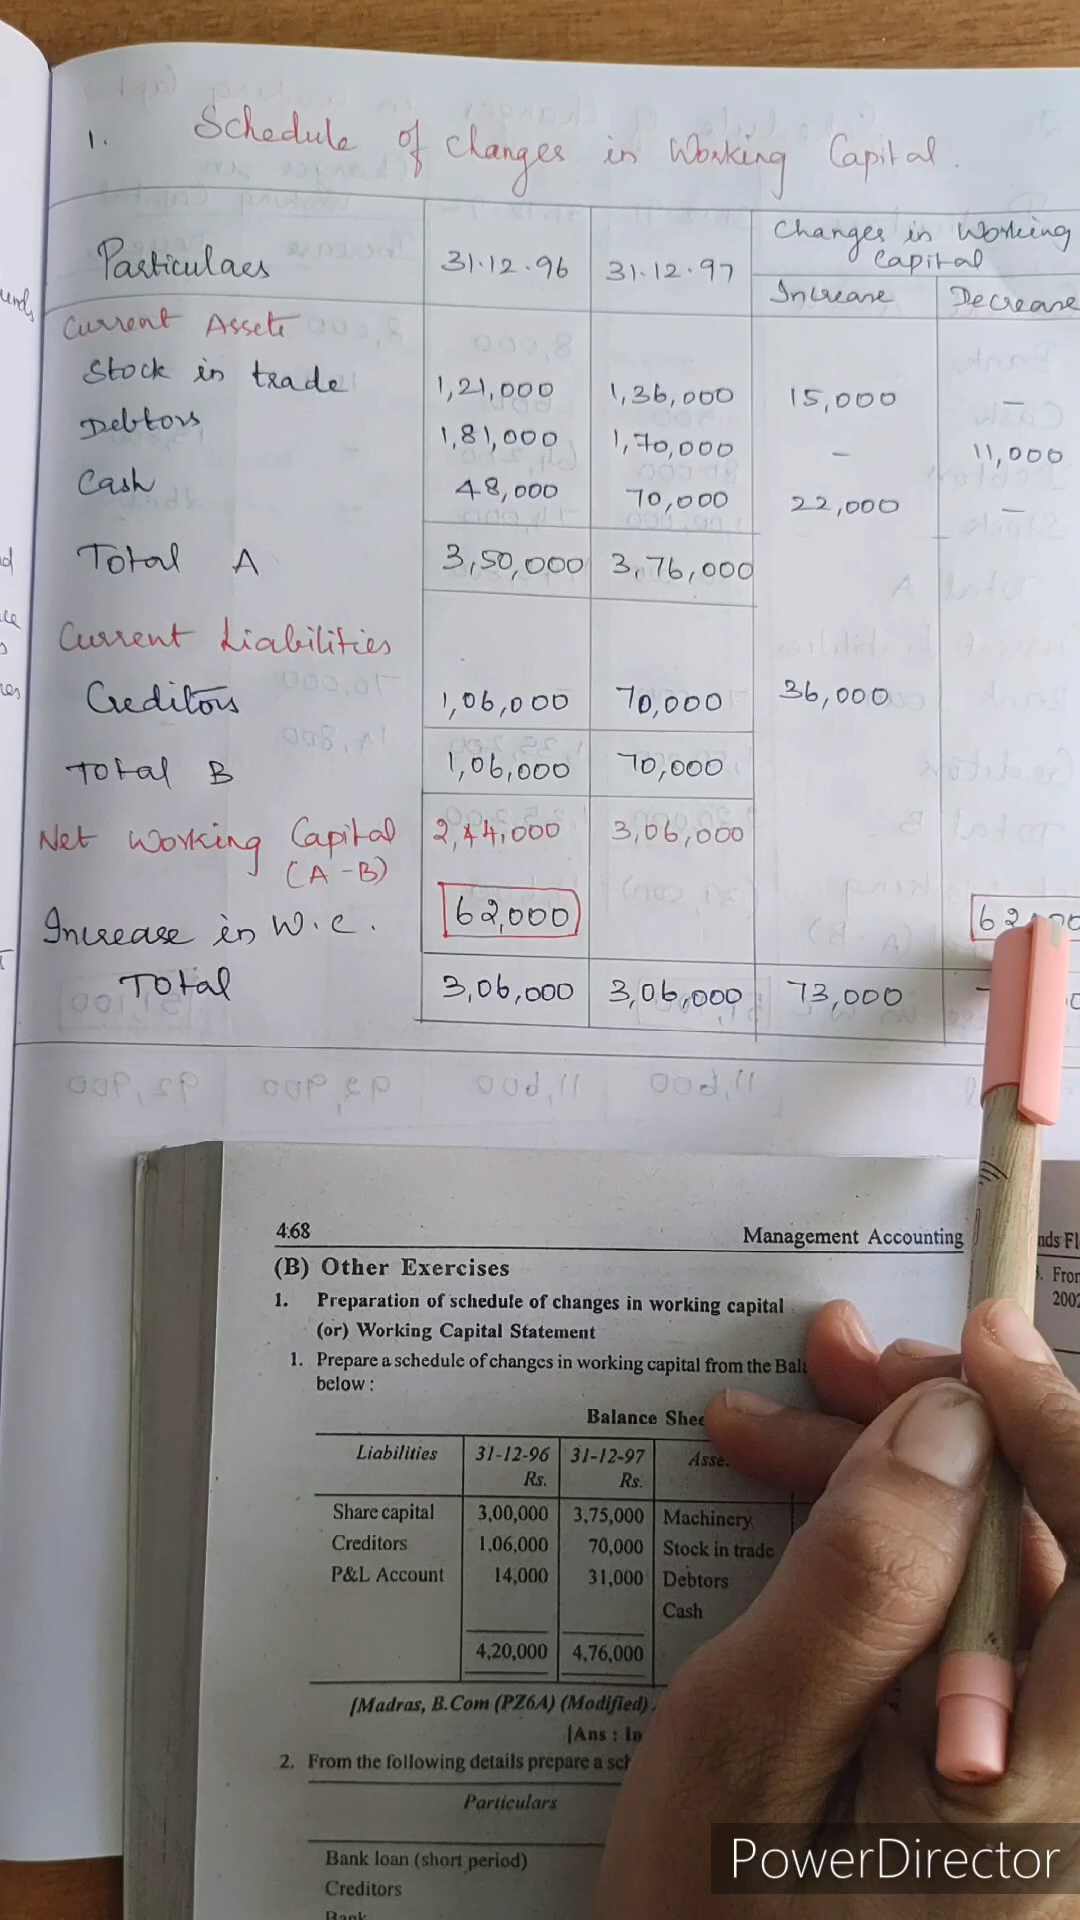 1. Schedule of changes in Working Capital.
Particulars 31.12.96 31.12.97 Changes in Working Capital
Increase Decrease
Current Assets
Stock in trade 1,21,000 1,36,000 15,000 –
Debtors 1,81,000 1,70,000 – 11,000
Cash 48,000 70,000 22,000 –
Total A 3,50,000 3,76,000
Current Liabilities
Creditors 1,06,000 70,000 36,000
Total B 1,06,000 70,000
Net Working Capital 2,44,000 3,06,000
(A-B)
Increase in W.C. 62,000
Total 3,06,000 3,06,000 73,000
468 Management Accounting
(B) Other Exercises
1. Preparation of schedule of changes in working capital
(or) Working Capital Statement
1. Prepare a schedule of changes in working capital from the
below :
Balance
Liabilities 31-12-96 31-12-97
Rs. Rs.
Share capital 3,00,000 3,75,000 Machinery
Creditors 1,06,000 70,000 Stock in trade
P&L Account 14,000 31,000 Debtors
Cash
4,20,000 4,76,000
[Madras, B.Com (PZ6A) (Modified)
[Ans :
2. From the following details prepare a
Particulars
Bank loan (short period)
Creditors
Bank
2002
PowerDirector